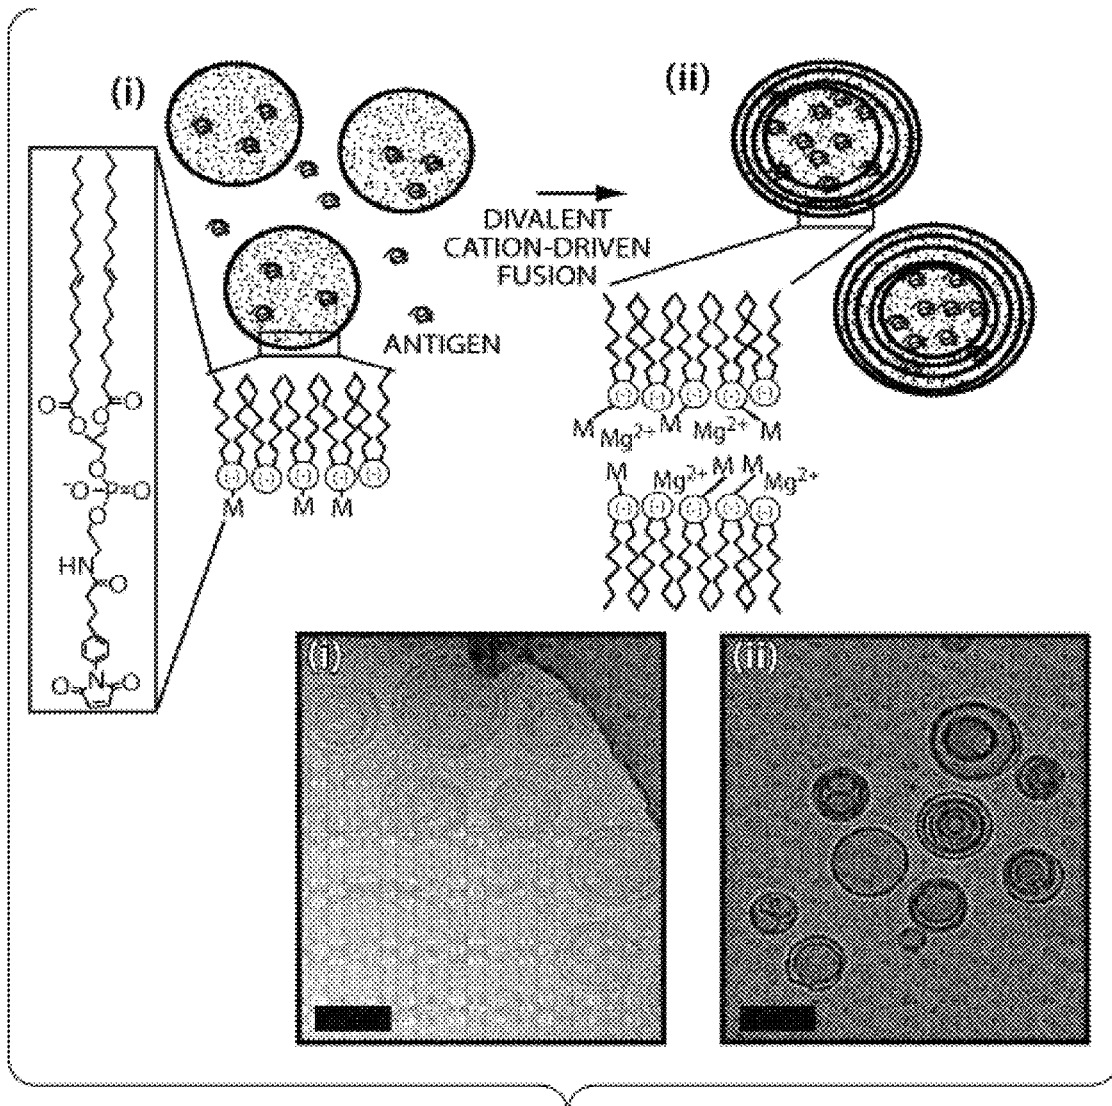 (i)
(ii)
DIVALENT
CATION-DRIVEN
FUSION
ANTIGEN
O
O
O
O
⁻O-P=O
O
HN
O
N
O
O
(-) (-) (-) (-) (-)
M M M
(-) (-) (-) (-) (-)
M Mg²⁺ M Mg²⁺ M
M Mg²⁺ M M Mg²⁺
(-) (-) (-) (-) (-)
(i)
(ii)